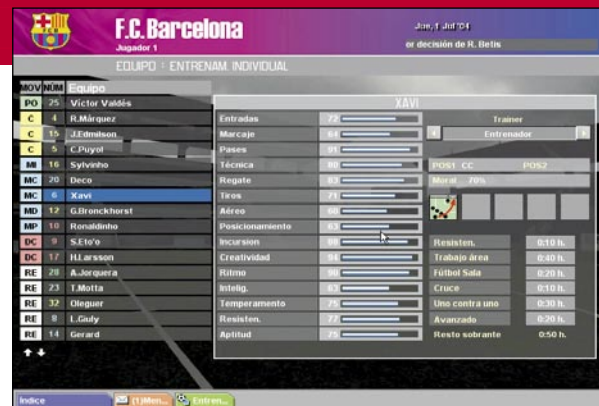 F.C. Barcelona
Jugador 1
Jue, 1 Jul '04
or decisión de R. Betis
EQUIPO : ENTRENAM. INDIVIDUAL
MOV NÚM Equipo
PO 25 Víctor Valdés
C 4 R.Márquez
C 15 J.Edmilson
C 5 C.Puyol
MI 16 Sylvinho
MC 20 Deco
MC 6 Xavi
MD 12 G.Bronckhorst
MP 10 Ronaldinho
DC 9 S.Eto'o
DC 17 H.Larsson
RE 28 A.Jorquera
RE 23 T.Motta
RE 32 Oleguer
RE 8 L.Giuly
RE 14 Gerard
XAVI
Entradas 72
Marcaje 64
Pases 91
Técnica 80
Regate 83
Tiros 71
Aéreo 60
Posicionamiento 63
Incursion 88
Creatividad 94
Ritmo 90
Intelig. 63
Temperamento 75
Resisten. 77
Aptitud 75
Trainer
Entrenador
POS1 CC POS2
Moral 70%
Resisten. 0:10 h.
Trabajo área 0:40 h.
Fútbol Sala 0:20 h.
Cruce 0:10 h.
Uno contra uno 0:30 h.
Avanzado 0:20 h.
Resto sobrante 0:50 h.
Indice
(1)Men...
Entren...